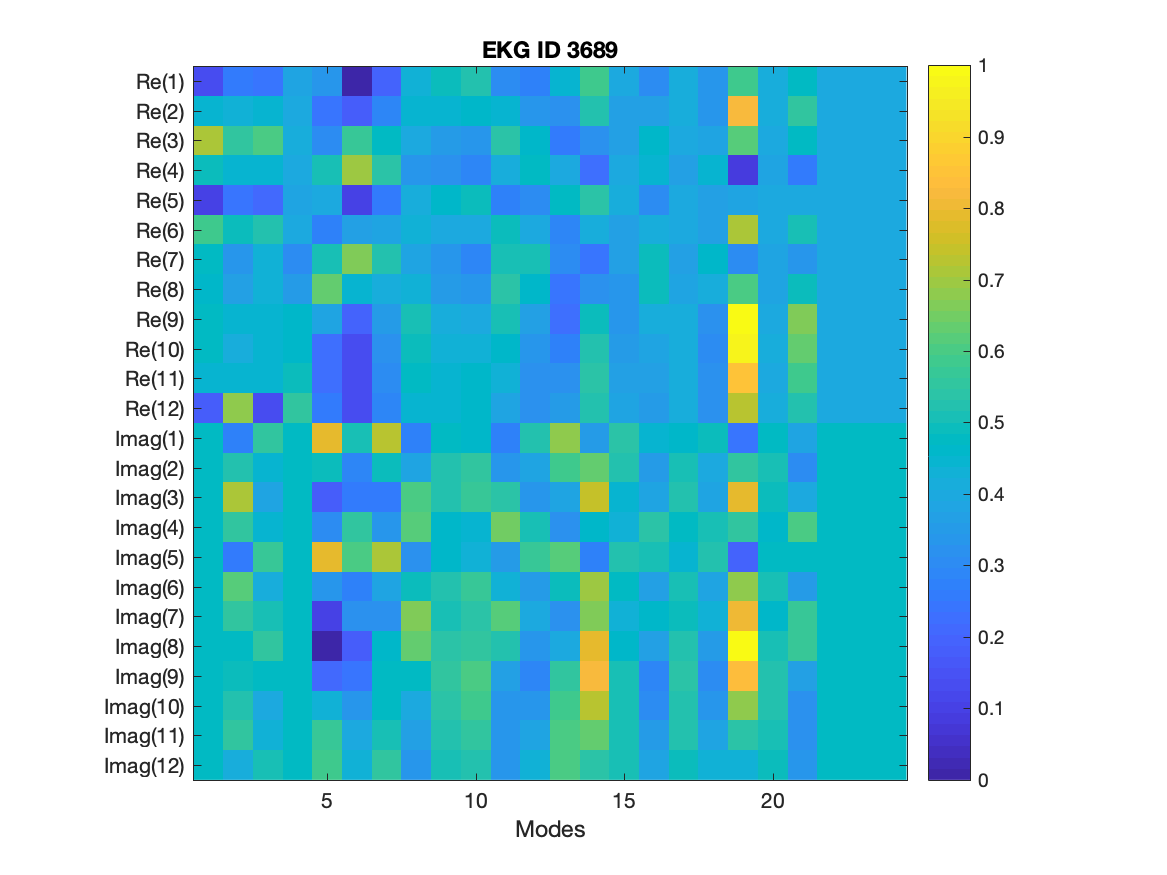 EKG ID 3689
Re(1)
Re(2)
Re(3)
Re(4)
Re(5)
Re(6)
Re(7)
Re(8)
Re(9)
Re(10)
Re(11)
Re(12)
Imag(1)
Imag(2)
Imag(3)
Imag(4)
Imag(5)
Imag(6)
Imag(7)
Imag(8)
Imag(9)
Imag(10)
Imag(11)
Imag(12)
5 10 15 20
Modes
1
0.9
0.8
0.7
0.6
0.5
0.4
0.3
0.2
0.1
0